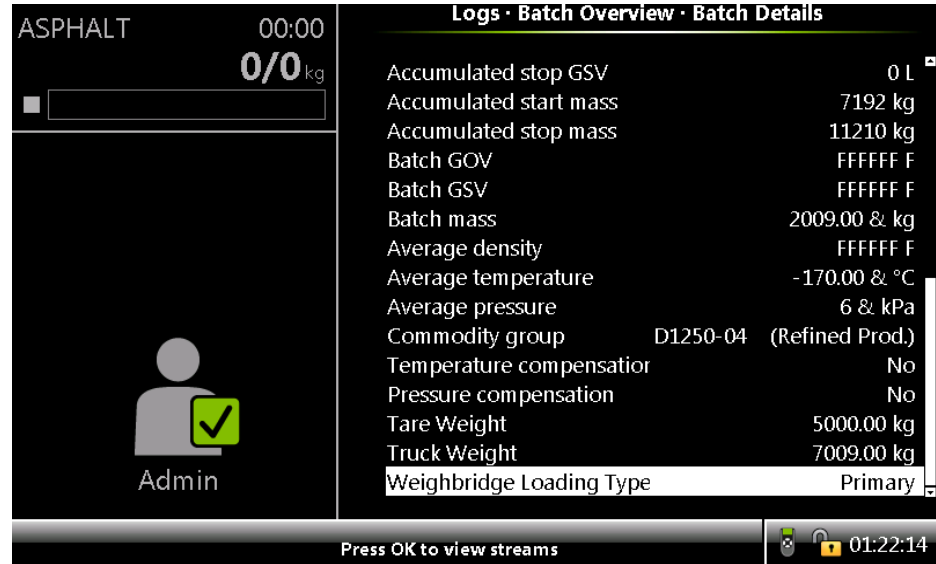 ASPHALT 00:00
0/0 kg
Admin
Logs · Batch Overview · Batch Details
Accumulated stop GSV 0 L
Accumulated start mass 7192 kg
Accumulated stop mass 11210 kg
Batch GOV FFFFFF F
Batch GSV FFFFFF F
Batch mass 2009.00 & kg
Average density FFFFFF F
Average temperature -170.00 & °C
Average pressure 6 & kPa
Commodity group D1250-04 (Refined Prod.)
Temperature compensatior No
Pressure compensation No
Tare Weight 5000.00 kg
Truck Weight 7009.00 kg
Weighbridge Loading Type Primary
Press OK to view streams 01:22:14